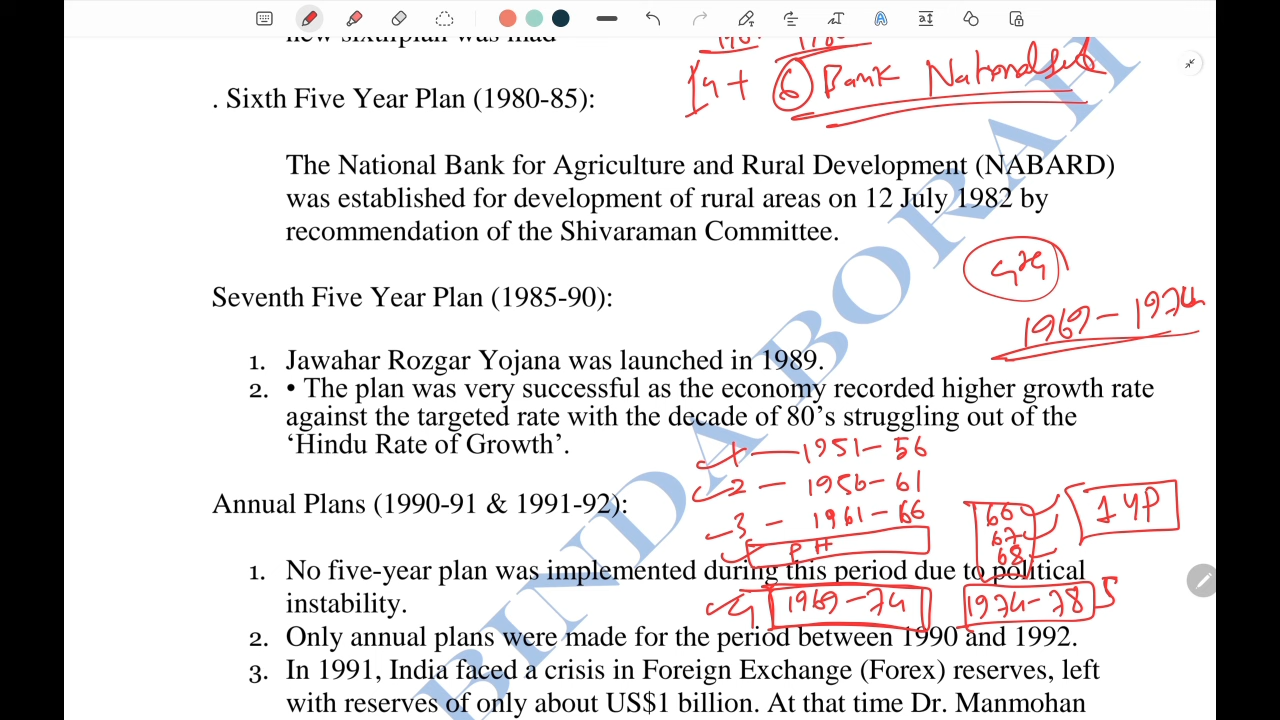 new sixth plan was mad
14 + 6 Bank
. Sixth Five Year Plan (1980-85):
The National Bank for Agriculture and Rural Development (NABARD)
was established for development of rural areas on 12 July 1982 by
recommendation of the Shivaraman Committee.
Seventh Five Year Plan (1985-90):
1969 - 1974
1. Jawahar Rozgar Yojana was launched in 1989.
2. • The plan was very successful as the economy recorded higher growth rate
against the targeted rate with the decade of 80's struggling out of the
'Hindu Rate of Growth'.
1 - 1951-56
2 - 1956-61
Annual Plans (1990-91 & 1991-92):
3 - 1961-66
66
67
68
1 YP
PH
1. No five-year plan was implemented during this period due to political
instability.
4 1969-74 1974-78 5
2. Only annual plans were made for the period between 1990 and 1992.
3. In 1991, India faced a crisis in Foreign Exchange (Forex) reserves, left
with reserves of only about US$1 billion. At that time Dr. Manmohan
BINDA BORAH